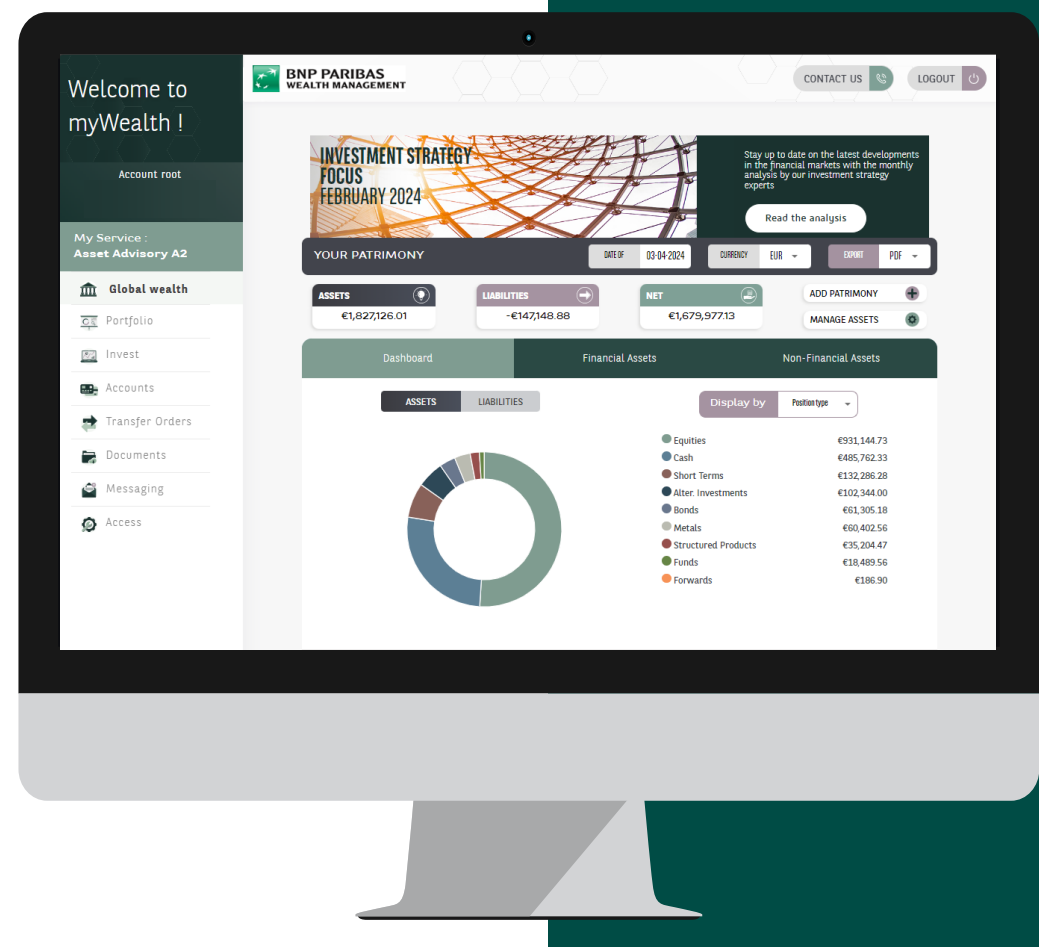 Welcome to
myWealth !
Account root
My Service :
Asset Advisory A2
Global wealth
Portfolio
Invest
Accounts
Transfer Orders
Documents
Messaging
Access
BNP PARIBAS
WEALTH MANAGEMENT
CONTACT US
LOGOUT
INVESTMENT STRATEGY
FOCUS
FEBRUARY 2024
Stay up to date on the latest developments
in the financial markets with the monthly
analysis by our investment strategy
experts
Read the analysis
YOUR PATRIMONY
DATE OF
03-04-2024
CURRENCY
EUR
EXPORT
PDF
ASSETS
€1,827,126.01
LIABILITIES
-€147,148.88
NET
€1,679,977.13
ADD PATRIMONY
MANAGE ASSETS
Dashboard
Financial Assets
Non-Financial Assets
ASSETS
LIABILITIES
Display by
Position type
Equities €931,144.73
Cash €485,762.33
Short Terms €132,286.28
Alter. Investments €102,344.00
Bonds €61,305.18
Metals €60,402.56
Structured Products €35,204.47
Funds €18,489.56
Forwards €186.90